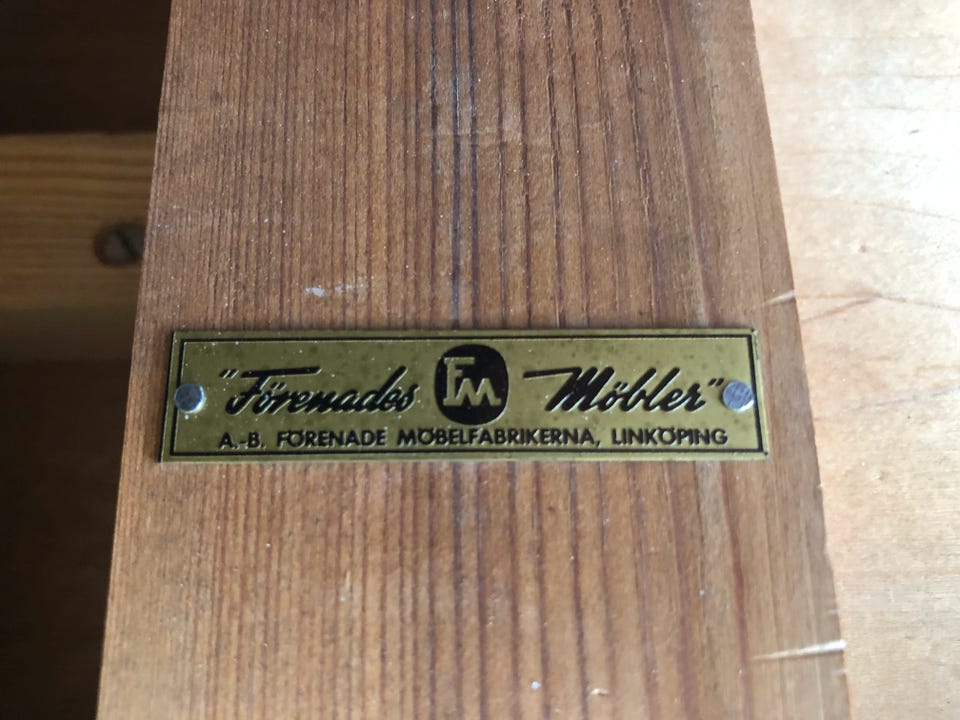 "Förenades FM Möbler"
A.-B. FÖRENADE MÖBELFABRIKERNA, LINKÖPING